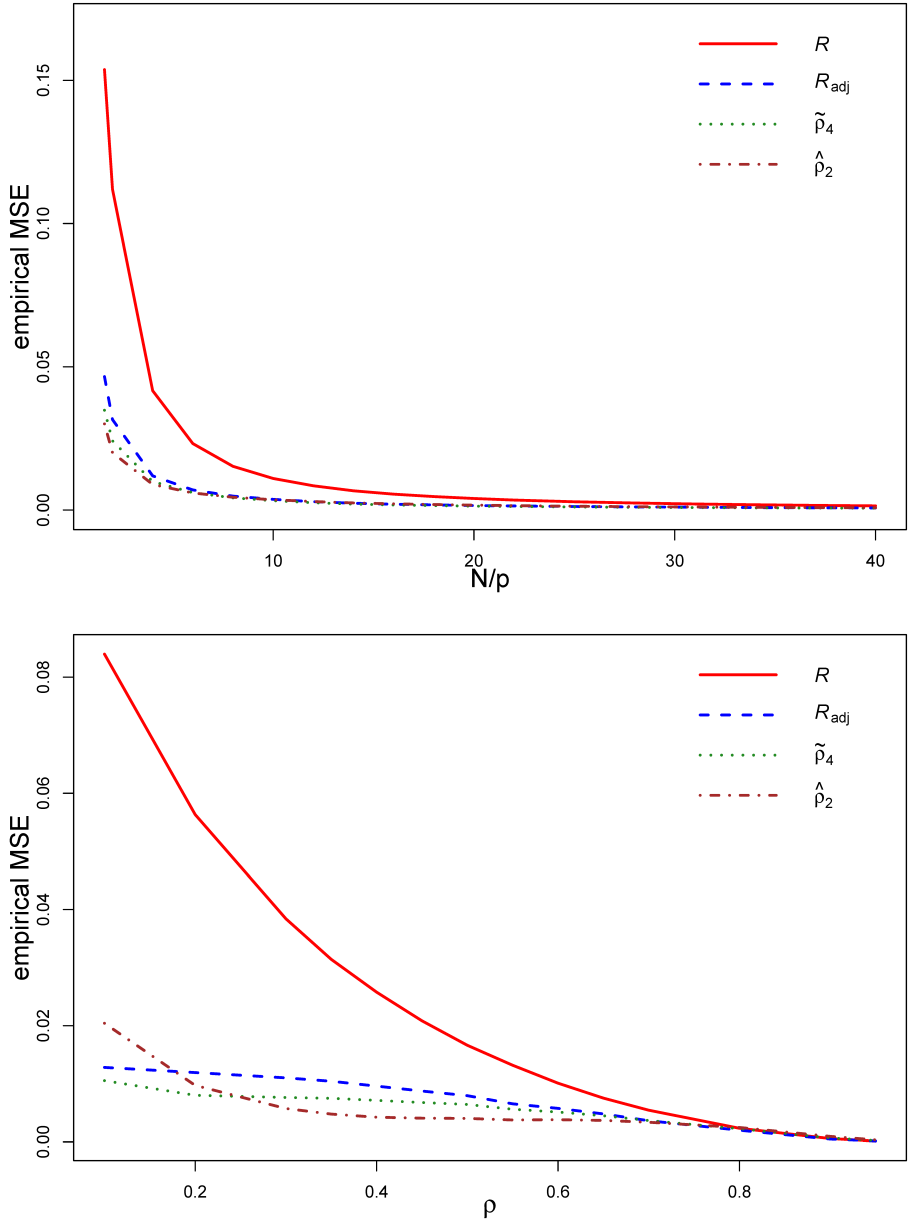 R
R_adj
ρ̃_4
ρ̂_2
empirical MSE
0.15
0.10
0.05
0.00
10 20 30 40
N/p
R
R_adj
ρ̃_4
ρ̂_2
empirical MSE
0.08
0.06
0.04
0.02
0.00
0.2 0.4 0.6 0.8
ρ